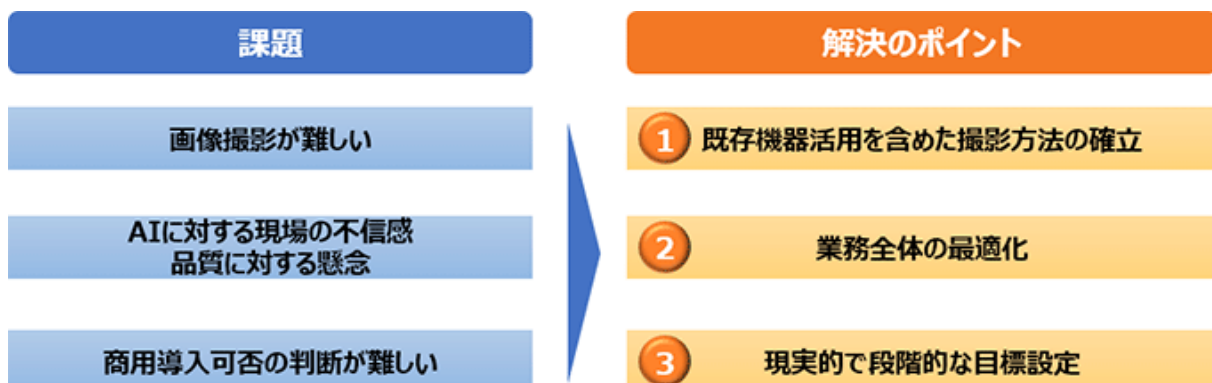 課題
解決のポイント
画像撮影が難しい
1 既存機器活用を含めた撮影方法の確立
AIに対する現場の不信感
品質に対する懸念
2 業務全体の最適化
商用導入可否の判断が難しい
3 現実的で段階的な目標設定